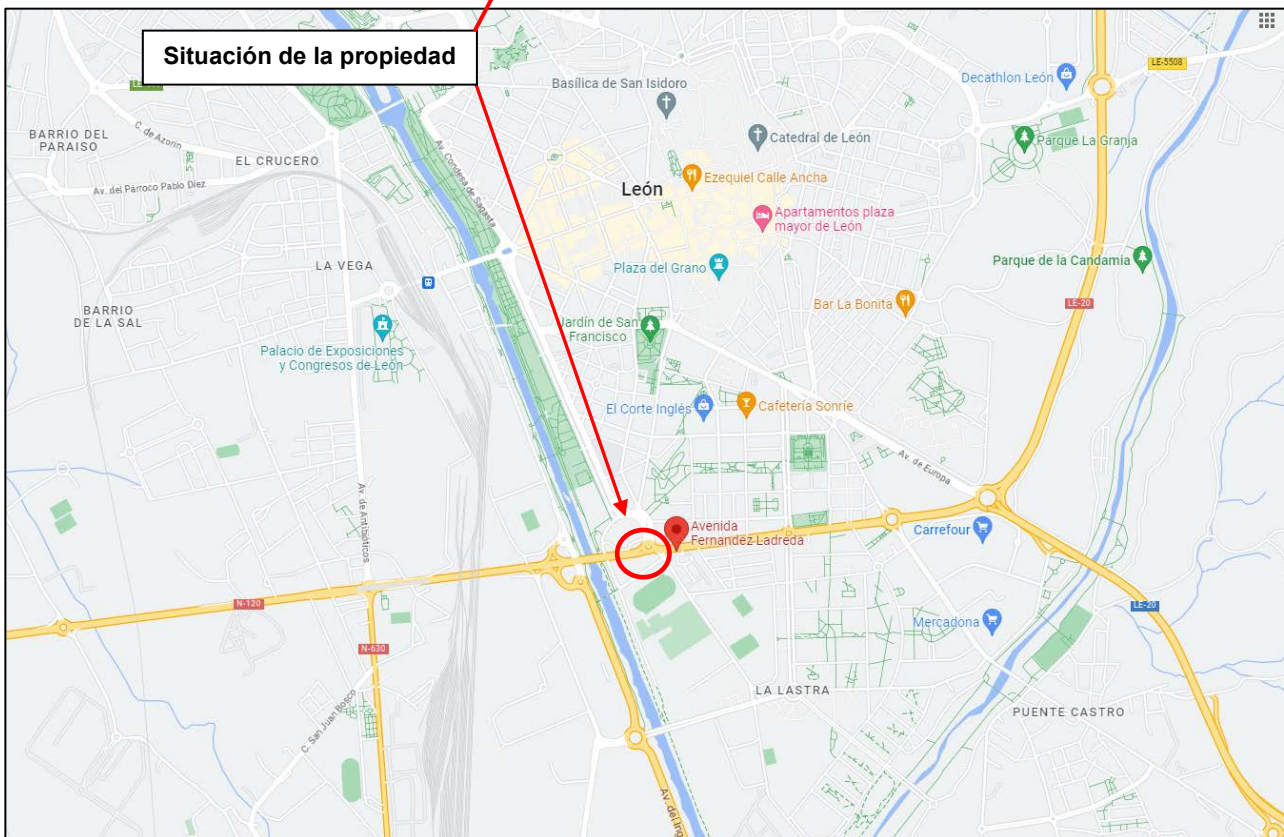 Situación de la propiedad
LE-5508
Decathlon León
Basílica de San Isidoro
BARRIO DEL
PARAISO
C. de Azorín
EL CRUCERO
Catedral de León
Parque La Granja
Av. Condesa de Sagasta
Av. del Párroco Pablo Díez
León
Ezequiel Calle Ancha
Apartamentos plaza
mayor de León
LA VEGA
Plaza del Grano
Parque de la Candamia
BARRIO
DE LA SAL
Bar La Bonita
LE-20
Jardín de San
Francisco
Palacio de Exposiciones
y Congresos de León
El Corte Inglés
Cafetería Sonríe
Av. de Europa
Av. de Antibióticos
Avenida
Fernandez Ladreda
Carrefour
N-120
LE-20
Mercadona
N-630
LA LASTRA
PUENTE CASTRO
C. San Juan Bosco
Av. del Ing